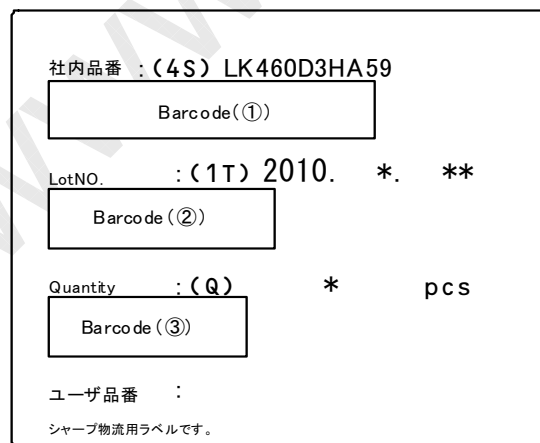 社内品番 : (4S) LK460D3HA59
Barcode(①)
LotNO. : (1T) 2010. *. **
Barcode(②)
Quantity : (Q) * pcs
Barcode(③)
ユーザ品番 :
シャープ物流用ラベルです。